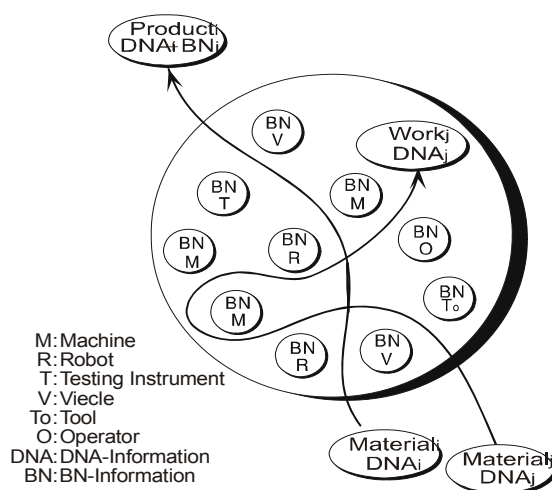 Productᵢ
DNAᵢ+BNᵢ
BN
V
Workⱼ
DNAⱼ
BN
T
BN
M
BN
M
BN
R
BN
O
BN
M
BN
To
BN
R
BN
V
M:Machine
R:Robot
T:Testing Instrument
V:Viecle
To:Tool
O:Operator
DNA:DNA-Information
BN:BN-Information
Materialᵢ
DNAᵢ
Materialⱼ
DNAⱼ